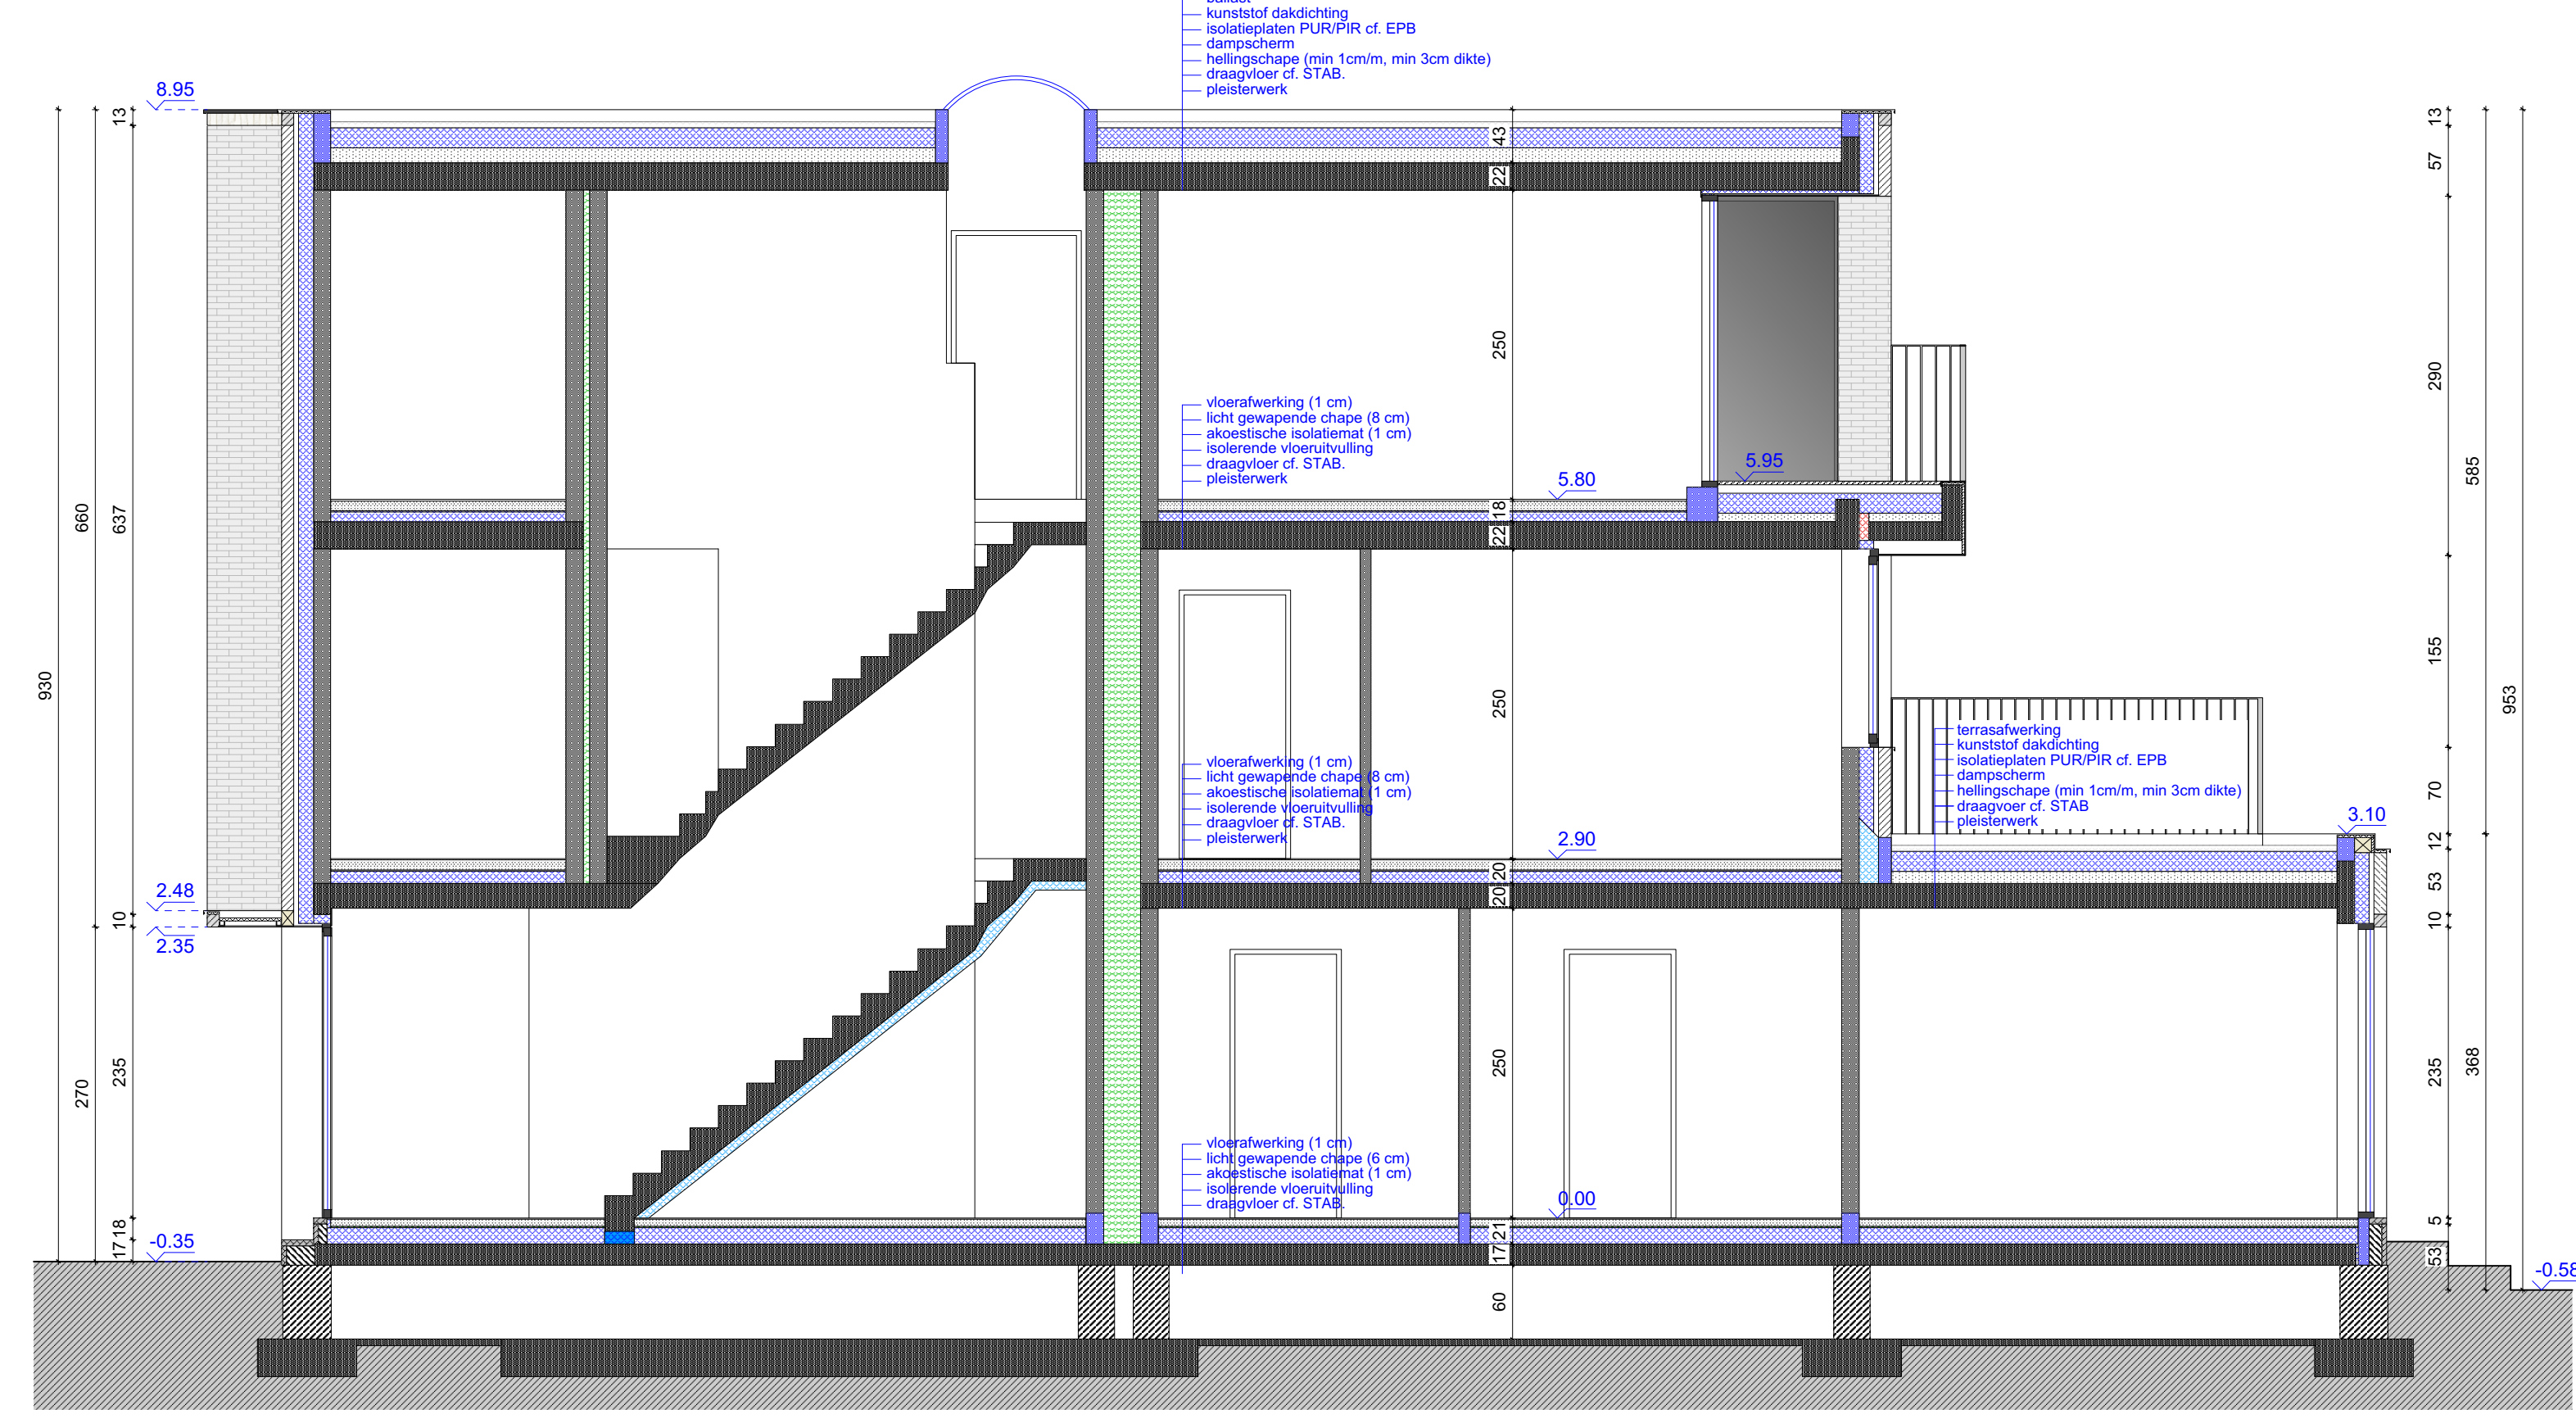 ballast
kunststof dakdichting
isolatieplaten PUR/PIR cf. EPB
dampscherm
hellingschape (min 1cm/m, min 3cm dikte)
draagvloer cf. STAB.
pleisterwerk
8.95
13
43
22
13
57
250
290
vloerafwerking (1 cm)
licht gewapende chape (8 cm)
akoestische isolatiemat (1 cm)
isolerende vloeruitvulling
draagvloer cf. STAB.
pleisterwerk
5.95
5.80
18
22
660
637
585
930
250
155
953
terrasafwerking
kunststof dakdichting
isolatieplaten PUR/PIR cf. EPB
dampscherm
hellingschape (min 1cm/m, min 3cm dikte)
draagvoer cf. STAB
pleisterwerk
vloerafwerking (1 cm)
licht gewapende chape (8 cm)
akoestische isolatiemat (1 cm)
isolerende vloeruitvulling
draagvloer cf. STAB.
pleisterwerk
70
3.10
2.90
12
20
20
53
2.48
10
10
2.35
270
235
250
235
368
vloerafwerking (1 cm)
licht gewapende chape (6 cm)
akoestische isolatiemat (1 cm)
isolerende vloeruitvulling
draagvloer cf. STAB.
0.00
18
17
-0.35
21
17
5
53
-0.58
60